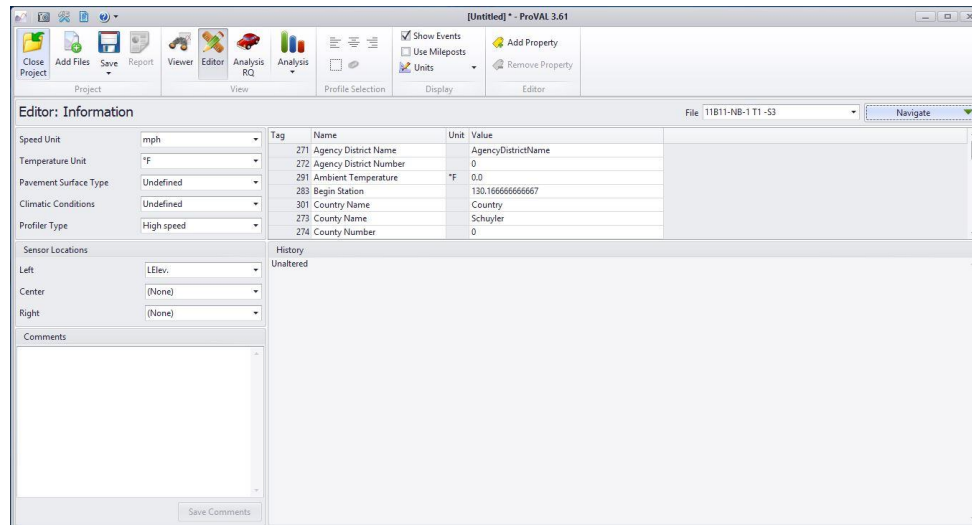 [Untitled] * - ProVAL 3.61
Close Project
Add Files
Save
Report
Viewer
Editor
Analysis RQ
Analysis
Show Events
Use Mileposts
Units
Add Property
Remove Property
Project
View
Profile Selection
Display
Editor
Editor: Information
File 11B11-NB-1 T1 -S3
Navigate
Speed Unit mph
Temperature Unit °F
Pavement Surface Type Undefined
Climatic Conditions Undefined
Profiler Type High speed
Tag Name Unit Value
271 Agency District Name AgencyDistrictName
272 Agency District Number 0
291 Ambient Temperature °F 0.0
283 Begin Station 130.166666666667
301 Country Name Country
273 County Name Schuyler
274 County Number 0
Sensor Locations
Left LElev.
Center (None)
Right (None)
History
Unaltered
Comments
Save Comments